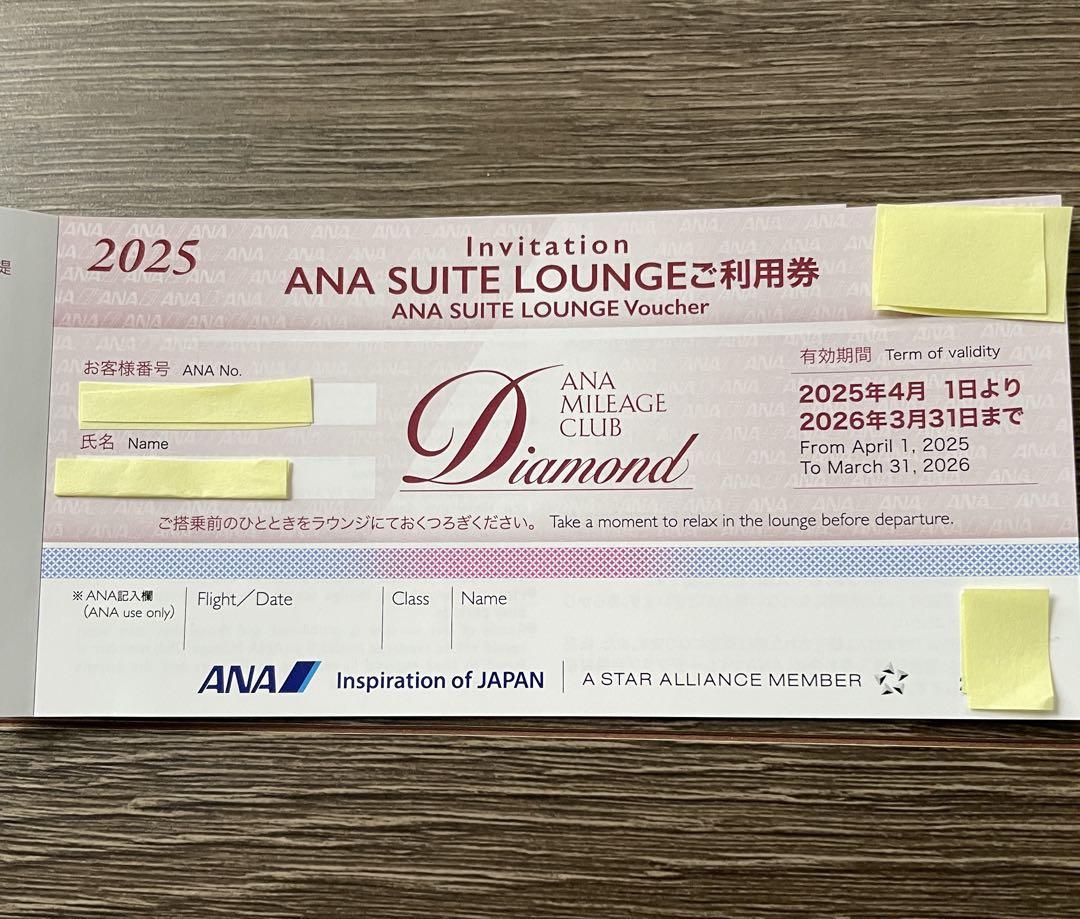 提
2025
Invitation
ANA SUITE LOUNGEご利用券
ANA SUITE LOUNGE Voucher
お客様番号 ANA No.
氏名 Name
ANA
MILEAGE
CLUB
Diamond
有効期間 Term of validity
2025年4月 1日より
2026年3月31日まで
From April 1, 2025
To March 31, 2026
ご搭乗前のひとときをラウンジにておくつろぎください。 Take a moment to relax in the lounge before departure.
※ANA記入欄
(ANA use only)
Flight／Date
Class
Name
ANA Inspiration of JAPAN
A STAR ALLIANCE MEMBER